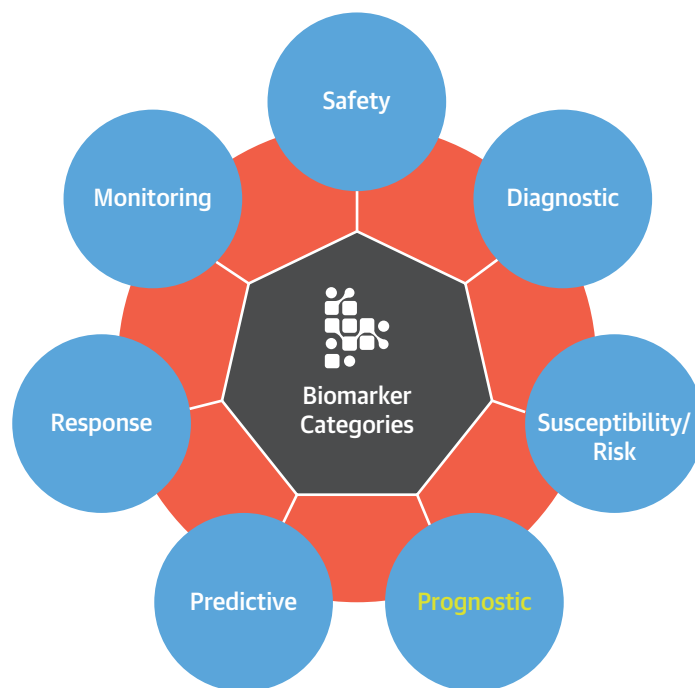 Safety
Diagnostic
Susceptibility/
Risk
Prognostic
Predictive
Response
Monitoring
Biomarker
Categories